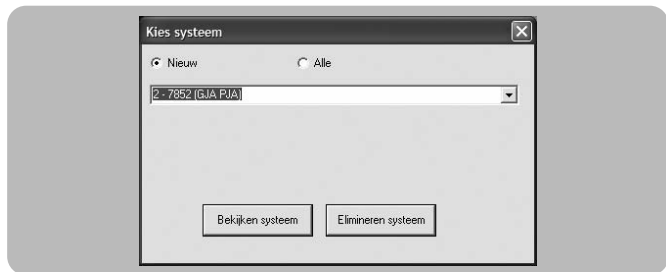 Kies systeem
Nieuw Alle
2 - 7852 (GJA PJA)
Bekijken systeem Elimineren systeem